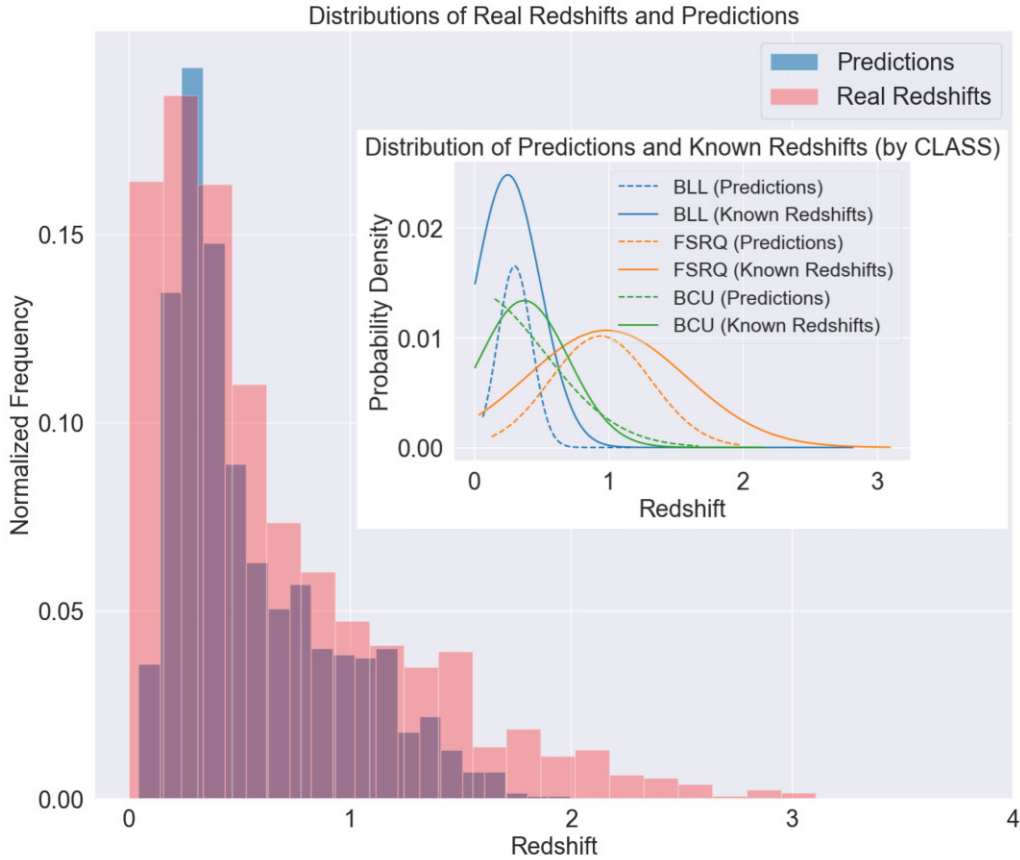 Distributions of Real Redshifts and Predictions
Predictions
Real Redshifts
Distribution of Predictions and Known Redshifts (by CLASS)
BLL (Predictions)
BLL (Known Redshifts)
FSRQ (Predictions)
FSRQ (Known Redshifts)
BCU (Predictions)
BCU (Known Redshifts)
Probability Density
0.02
0.01
0.00
0 1 2 3
Redshift
Normalized Frequency
0.15
0.10
0.05
0.00
0 1 2 3 4
Redshift